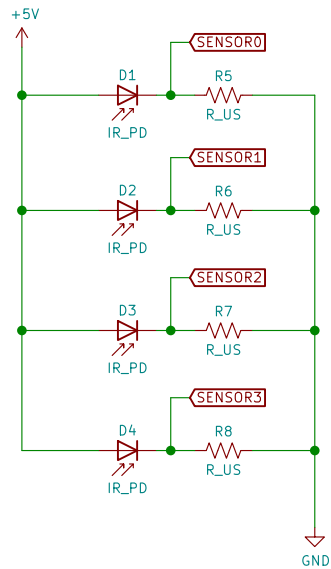 +5V
SENSOR0
D1
R5
IR_PD
R_US
SENSOR1
D2
R6
IR_PD
R_US
SENSOR2
D3
R7
IR_PD
R_US
SENSOR3
D4
R8
IR_PD
R_US
GND